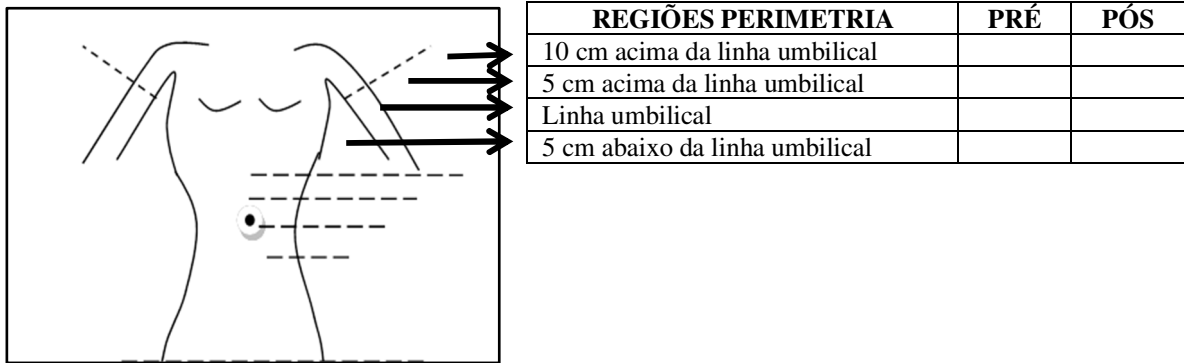 REGIÕES PERIMETRIA PRÉ PÓS
10 cm acima da linha umbilical
5 cm acima da linha umbilical
Linha umbilical
5 cm abaixo da linha umbilical